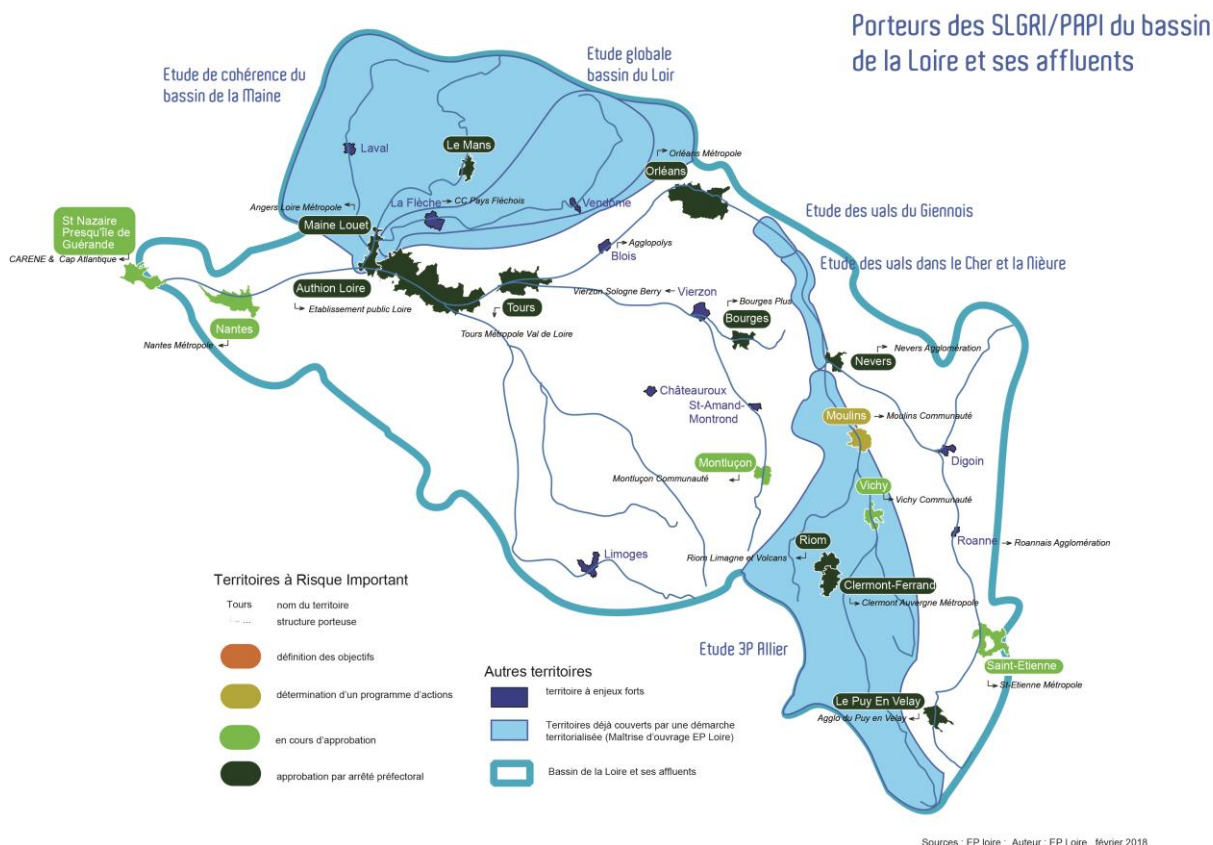 Porteurs des SLGRI/PAPI du bassin
de la Loire et ses affluents
Etude globale
bassin du Loir
Etude de cohérence du
bassin de la Maine
Laval
Le Mans
Orléans Métropole
Orléans
Angers Loire Métropole
La Flèche
CC Pays Fléchois
Vendôme
Maine Louet
St Nazaire
Presqu'île de
Guérande
CARENE & Cap Atlantique
Etude des vals du Giennois
Agglopolys
Blois
Etude des vals dans le Cher et la Nièvre
Authion Loire
Etablissement public Loire
Tours
Vierzon Sologne Berry
Vierzon
Bourges Plus
Bourges
Nantes
Nantes Métropole
Tours Métropole Val de Loire
Nevers Agglomération
Nevers
Châteauroux
St-Amand-
Montrond
Moulins
Moulins Communauté
Digoin
Montluçon
Montluçon Communauté
Vichy
Vichy Communauté
Roanne
Roannais Agglomération
Limoges
Riom
Riom Limagne et Volcans
Clermont-Ferrand
Clermont Auvergne Métropole
Etude 3P Allier
Saint-Etienne
St-Etienne Métropole
Le Puy En Velay
Agglo du Puy en Velay
Territoires à Risque Important
Tours
nom du territoire
structure porteuse
définition des objectifs
détermination d'un programme d'actions
en cours d'approbation
approbation par arrêté préfectoral
Autres territoires
territoire à enjeux forts
Territoires déjà couverts par une démarche
territorialisée (Maîtrise d'ouvrage EP Loire)
Bassin de la Loire et ses affluents
Sources : EP loire ; Auteur : EP Loire, février 2018